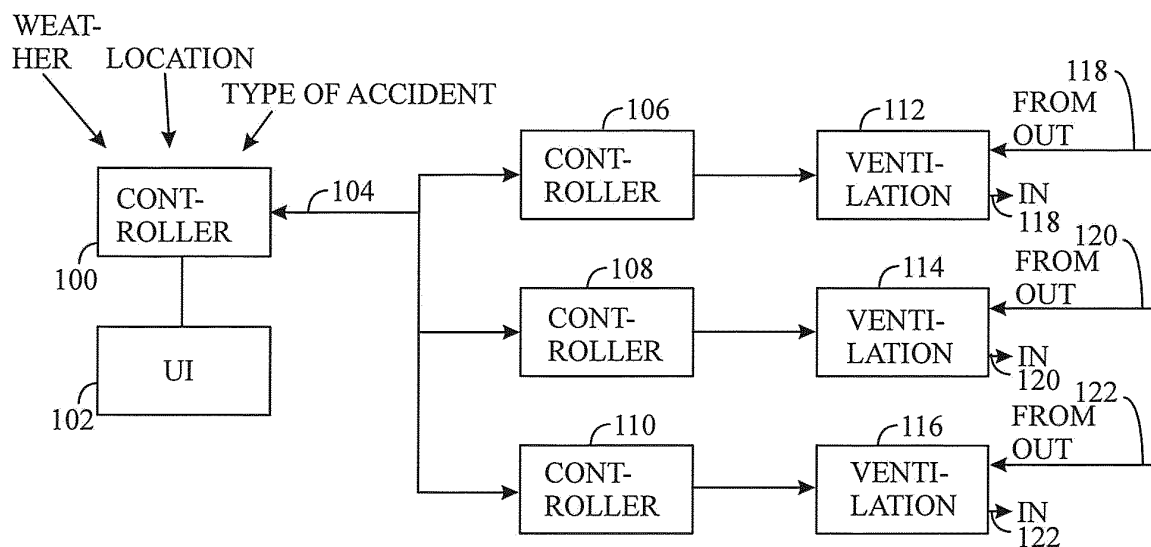 WEAT-
HER
LOCATION
TYPE OF ACCIDENT
CONT-
ROLLER
100
UI
102
104
106
CONT-
ROLLER
112
VENTI-
LATION
118
FROM
OUT
IN
118
108
CONT-
ROLLER
114
VENTI-
LATION
120
FROM
OUT
IN
120
110
CONT-
ROLLER
116
VENTI-
LATION
122
FROM
OUT
IN
122